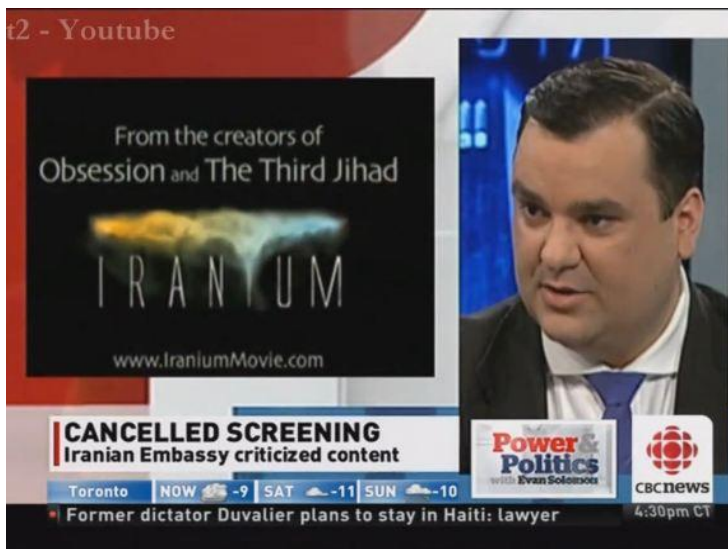 t2 - Youtube
From the creators of
Obsession and The Third Jihad
IRANIUM
www.IraniumMovie.com
CANCELLED SCREENING
Iranian Embassy criticized content
Power &
Politics
with Evan Solomon
CBCnews
Toronto NOW -9 SAT -11 SUN -10
Former dictator Duvalier plans to stay in Haiti: lawyer
4:30pm CT